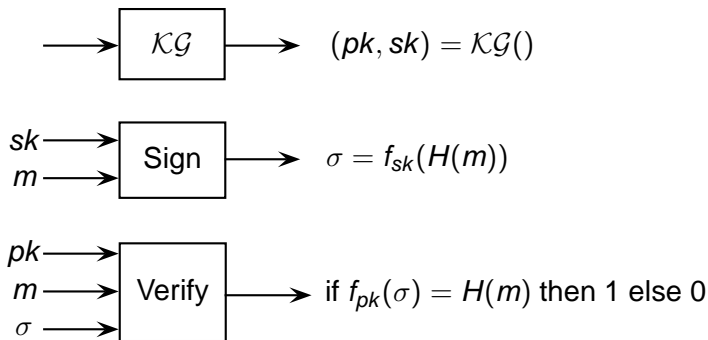 𝒦𝒢 (pk, sk) = 𝒦𝒢()
sk
m
Sign σ = f_sk(H(m))
pk
m
σ
Verify if f_pk(σ) = H(m) then 1 else 0